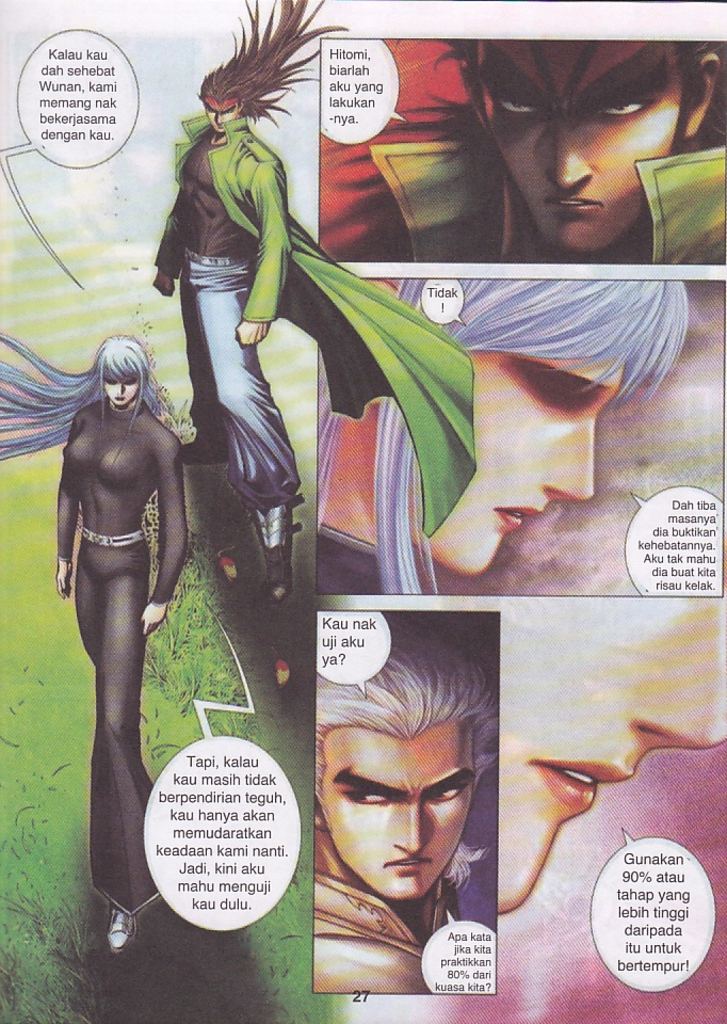 Kalau kau
dah sehebat
Wunan, kami
memang nak
bekerjasama
dengan kau.
Tapi, kalau
kau masih tidak
berpendirian teguh,
kau hanya akan
memudaratkan
keadaan kami nanti.
Jadi, kini aku
mahu menguji
kau dulu.
Hitomi,
biarlah
aku yang
lakukan
-nya.
Tidak
!
Dah tiba
masanya
dia buktikan
kehebatannya.
Aku tak mahu
dia buat kita
risau kelak.
Kau nak
uji aku
ya?
Apa kata
jika kita
praktikkan
80% dari
kuasa kita?
Gunakan
90% atau
tahap yang
lebih tinggi
daripada
itu untuk
bertempur!
27